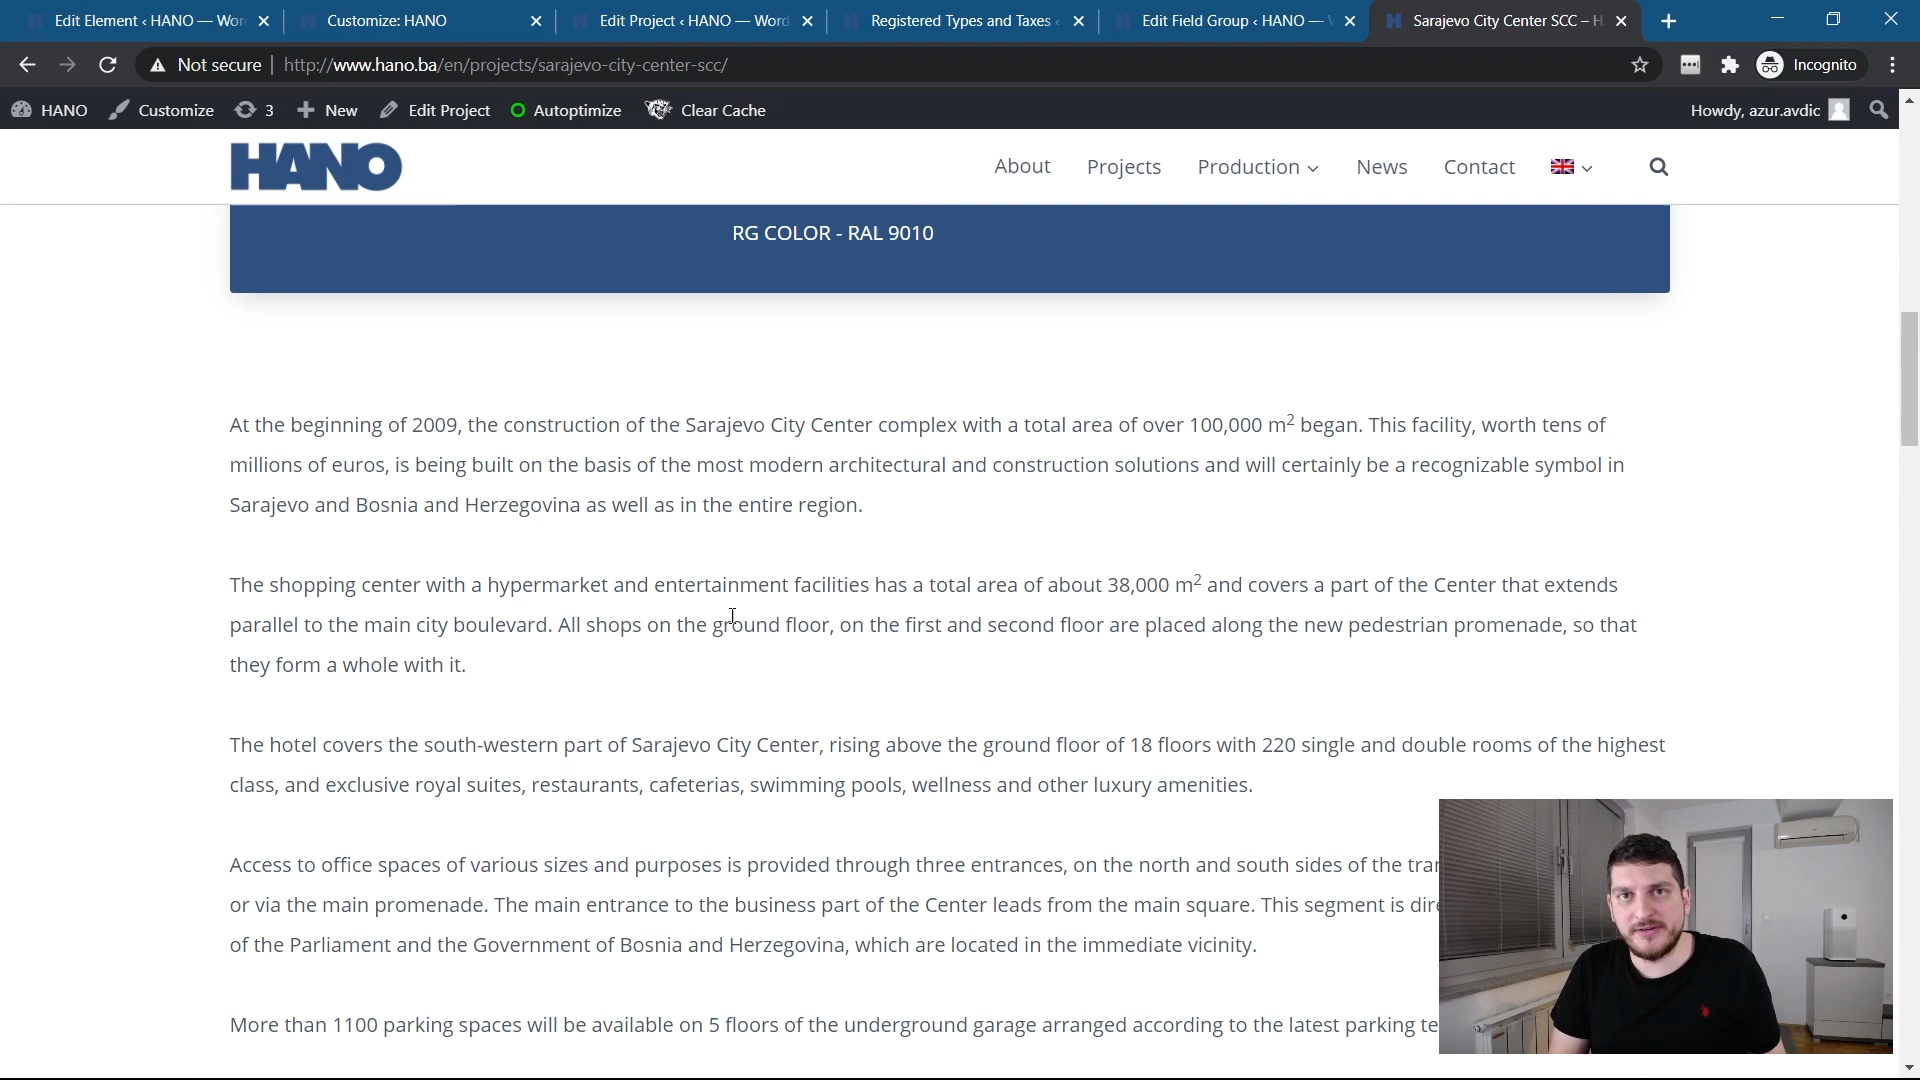 Edit Element ‹ HANO — Wor
Customize: HANO
Edit Project ‹ HANO — Word
Registered Types and Taxes ‹
Edit Field Group ‹ HANO — W
Sarajevo City Center SCC – H
Not secure
http://www.hano.ba/en/projects/sarajevo-city-center-scc/
Incognito
HANO
Customize
3
New
Edit Project
Autoptimize
Clear Cache
Howdy, azur.avdic
HANO
About
Projects
Production
News
Contact
RG COLOR - RAL 9010
At the beginning of 2009, the construction of the Sarajevo City Center complex with a total area of over 100,000 m² began. This facility, worth tens of
millions of euros, is being built on the basis of the most modern architectural and construction solutions and will certainly be a recognizable symbol in
Sarajevo and Bosnia and Herzegovina as well as in the entire region.
The shopping center with a hypermarket and entertainment facilities has a total area of about 38,000 m² and covers a part of the Center that extends
parallel to the main city boulevard. All shops on the ground floor, on the first and second floor are placed along the new pedestrian promenade, so that
they form a whole with it.
The hotel covers the south-western part of Sarajevo City Center, rising above the ground floor of 18 floors with 220 single and double rooms of the highest
class, and exclusive royal suites, restaurants, cafeterias, swimming pools, wellness and other luxury amenities.
Access to office spaces of various sizes and purposes is provided through three entrances, on the north and south sides of the tra
or via the main promenade. The main entrance to the business part of the Center leads from the main square. This segment is dir
of the Parliament and the Government of Bosnia and Herzegovina, which are located in the immediate vicinity.
More than 1100 parking spaces will be available on 5 floors of the underground garage arranged according to the latest parking te